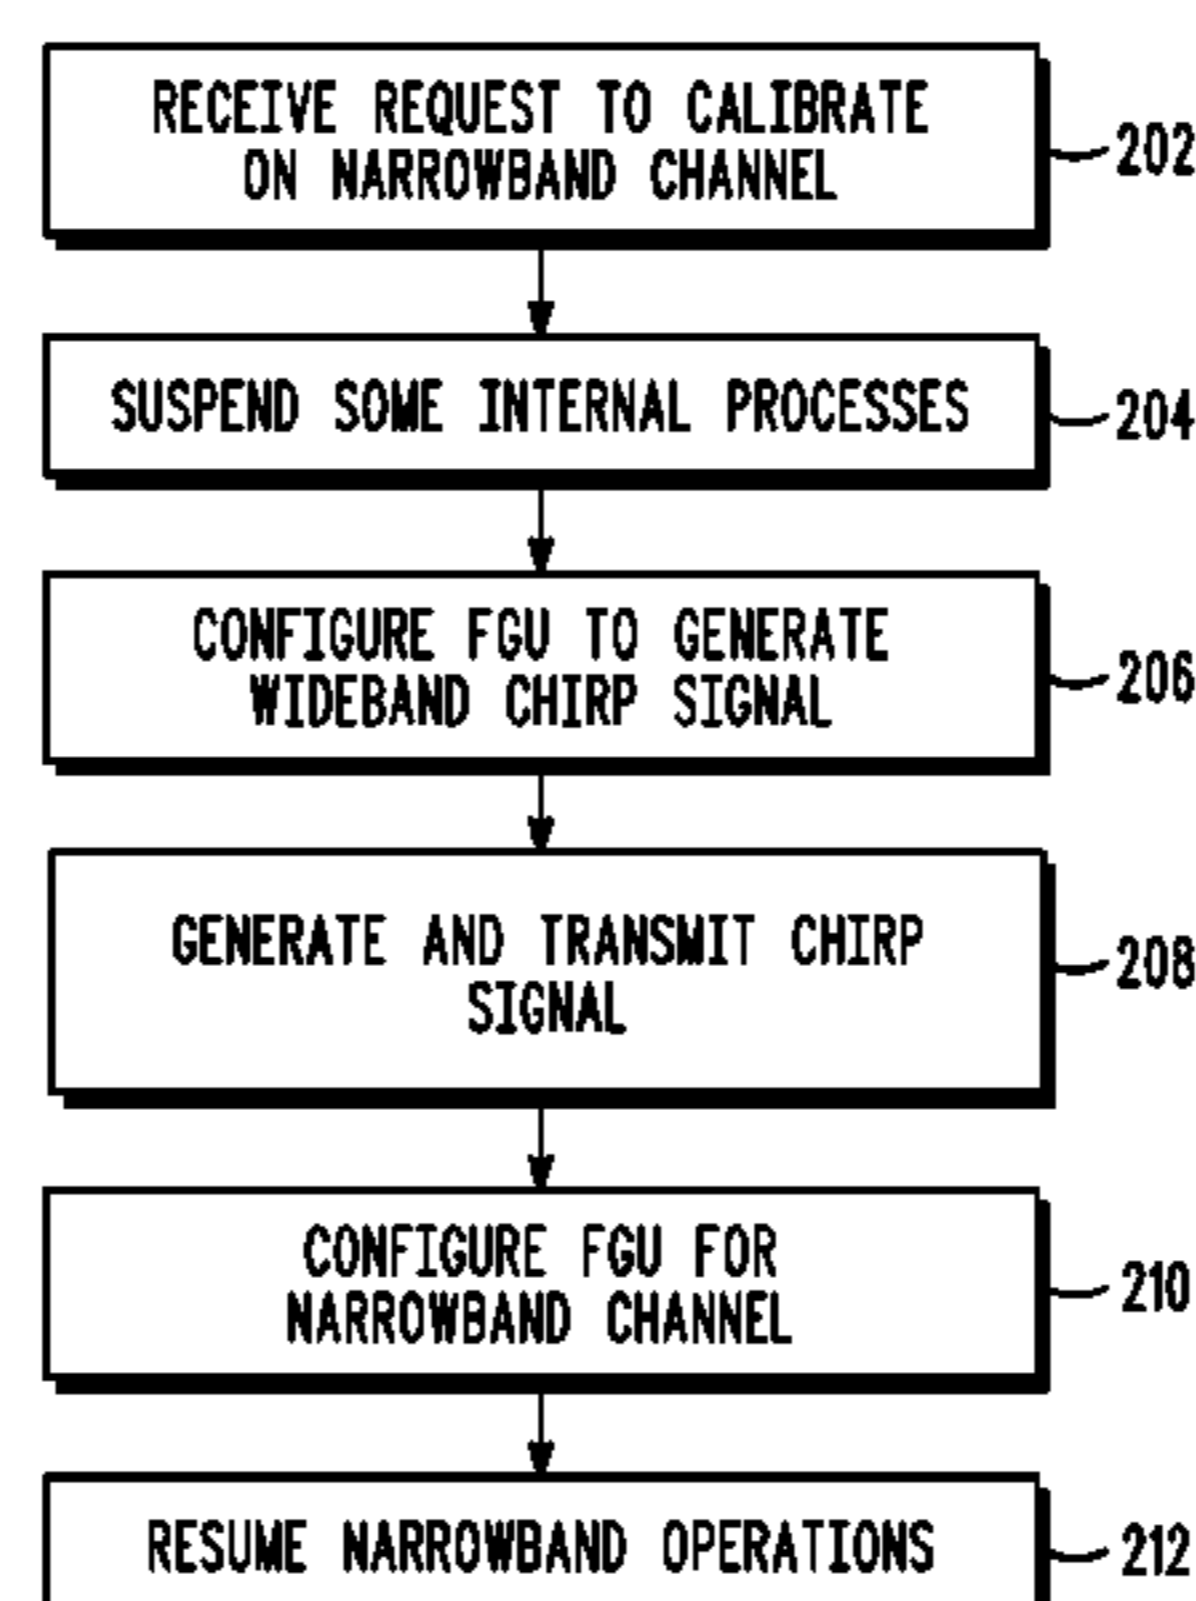 RECEIVE REQUEST TO CALIBRATE
ON NARROWBAND CHANNEL
202
SUSPEND SOME INTERNAL PROCESSES
204
CONFIGURE FGU TO GENERATE
WIDEBAND CHIRP SIGNAL
206
GENERATE AND TRANSMIT CHIRP
SIGNAL
208
CONFIGURE FGU FOR
NARROWBAND CHANNEL
210
RESUME NARROWBAND OPERATIONS
212